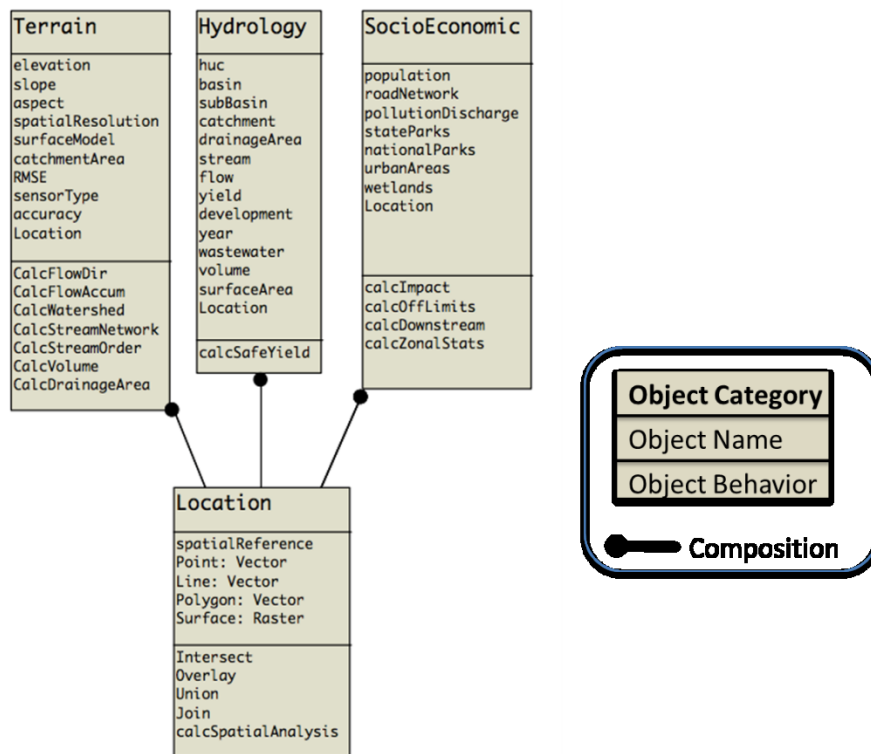 Terrain
elevation
slope
aspect
spatialResolution
surfaceModel
catchmentArea
RMSE
sensorType
accuracy
Location
CalcFlowDir
CalcFlowAccum
CalcWatershed
CalcStreamNetwork
CalcStreamOrder
CalcVolume
CalcDrainageArea
Hydrology
huc
basin
subBasin
catchment
drainageArea
stream
flow
yield
development
year
wastewater
volume
surfaceArea
Location
calcSafeYield
SocioEconomic
population
roadNetwork
pollutionDischarge
stateParks
nationalParks
urbanAreas
wetlands
Location
calcImpact
calcOffLimits
calcDownstream
calcZonalStats
Location
spatialReference
Point: Vector
Line: Vector
Polygon: Vector
Surface: Raster
Intersect
Overlay
Union
Join
calcSpatialAnalysis
Object Category
Object Name
Object Behavior
Composition